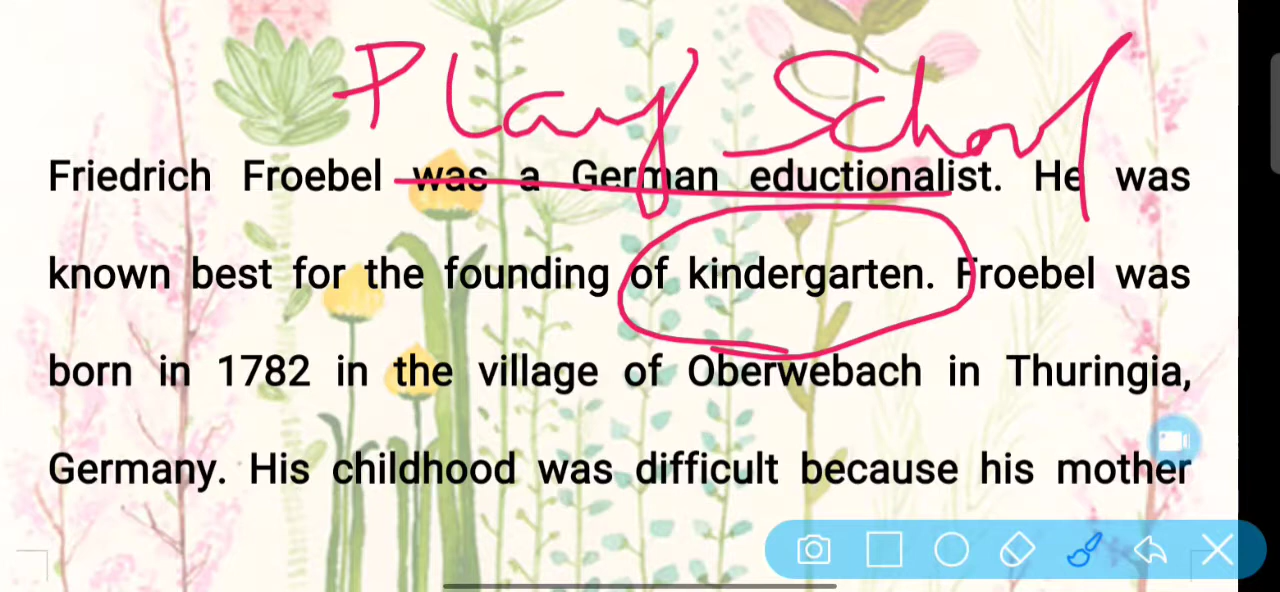 Play School
Friedrich Froebel was a German eductionalist. He was
known best for the founding of kindergarten. Froebel was
born in 1782 in the village of Oberwebach in Thuringia,
Germany. His childhood was difficult because his mother